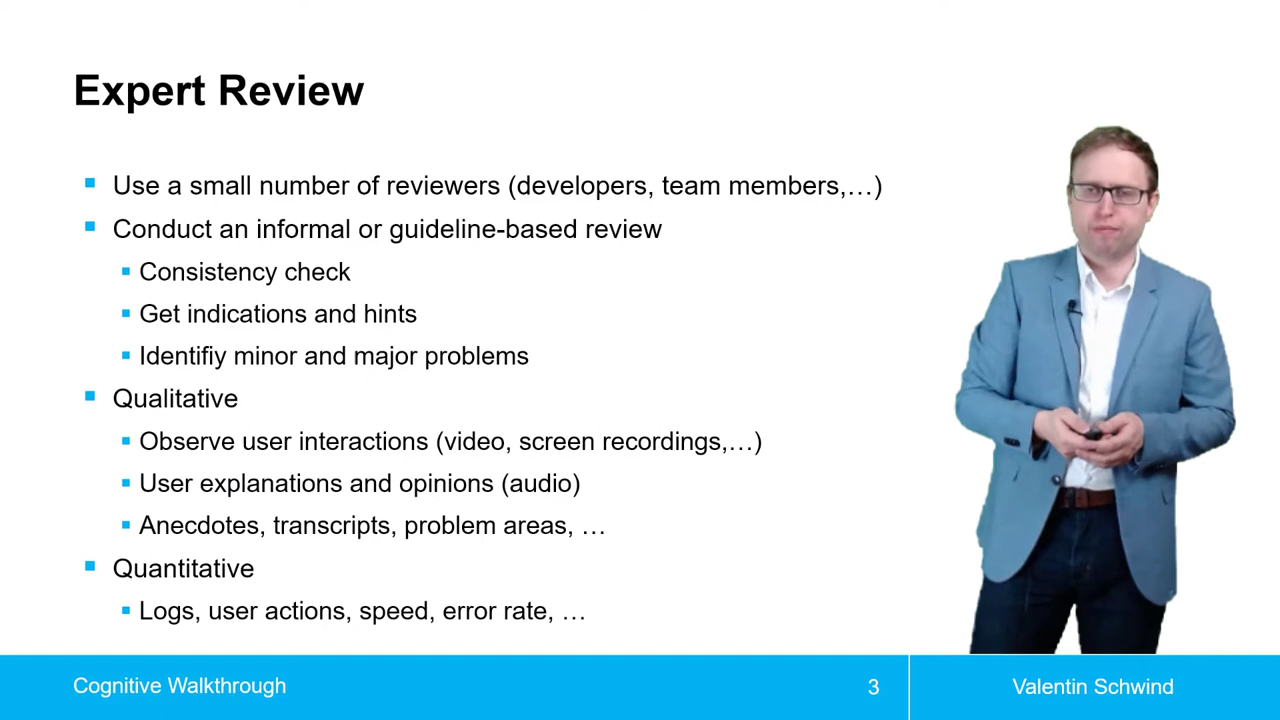 Expert Review
Use a small number of reviewers (developers, team members,…)
Conduct an informal or guideline-based review
Consistency check
Get indications and hints
Identifiy minor and major problems
Qualitative
Observe user interactions (video, screen recordings,…)
User explanations and opinions (audio)
Anecdotes, transcripts, problem areas, …
Quantitative
Logs, user actions, speed, error rate, …
Cognitive Walkthrough
3
Valentin Schwind